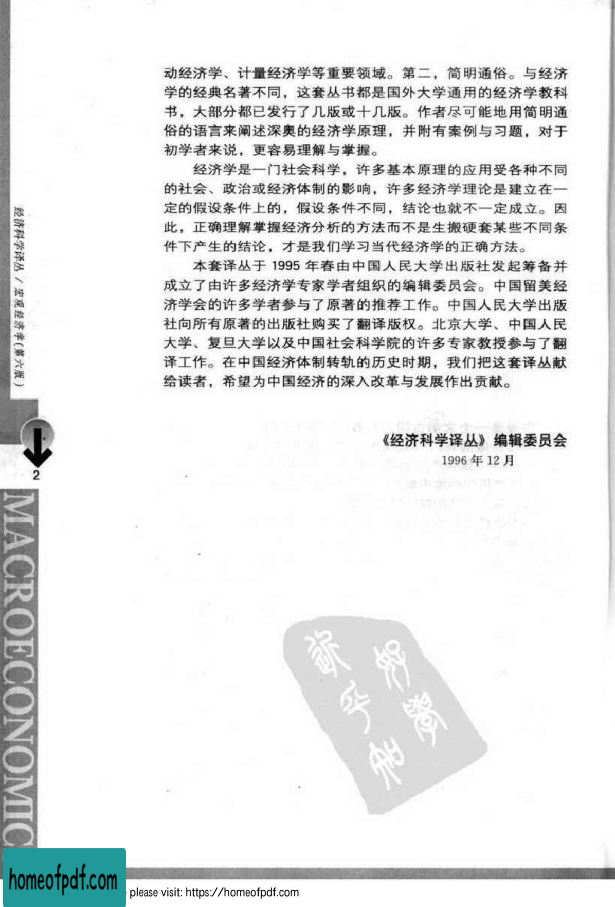 动经济学、计量经济学等重要领域。第二，简明通俗。与经济
学的经典名著不同，这套丛书都是国外大学通用的经济学教科
书，大部分都已发行了几版或十几版。作者尽可能地用简明通
俗的语言来阐述深奥的经济学原理，并附有案例与习题，对于
初学者来说，更容易理解与掌握。
经济学是一门社会科学，许多基本原理的应用受各种不同
的社会、政治或经济体制的影响，许多经济学理论是建立在一
定的假设条件上的，假设条件不同，结论也就不一定成立。因
此，正确理解掌握经济分析的方法而不是生搬硬套某些不同条
件下产生的结论，才是我们学习当代经济学的正确方法。
本套译丛于 1995 年春由中国人民大学出版社发起筹备并
成立了由许多经济学专家学者组织的编辑委员会。中国留美经
济学会的许多学者参与了原著的推荐工作。中国人民大学出版
社向所有原著的出版社购买了翻译版权。北京大学、中国人民
大学、复旦大学以及中国社会科学院的许多专家教授参与了翻
译工作。在中国经济体制转轨的历史时期，我们把这套译丛献
给读者，希望为中国经济的深入改革与发展作出贡献。
《经济科学译丛》编辑委员会
1996 年 12 月
经济科学译丛 / 宏观经济学(第六版)
2
MACROECONOMIC
好學
近乎知
homeofpdf.com
please visit: https://homeofpdf.com